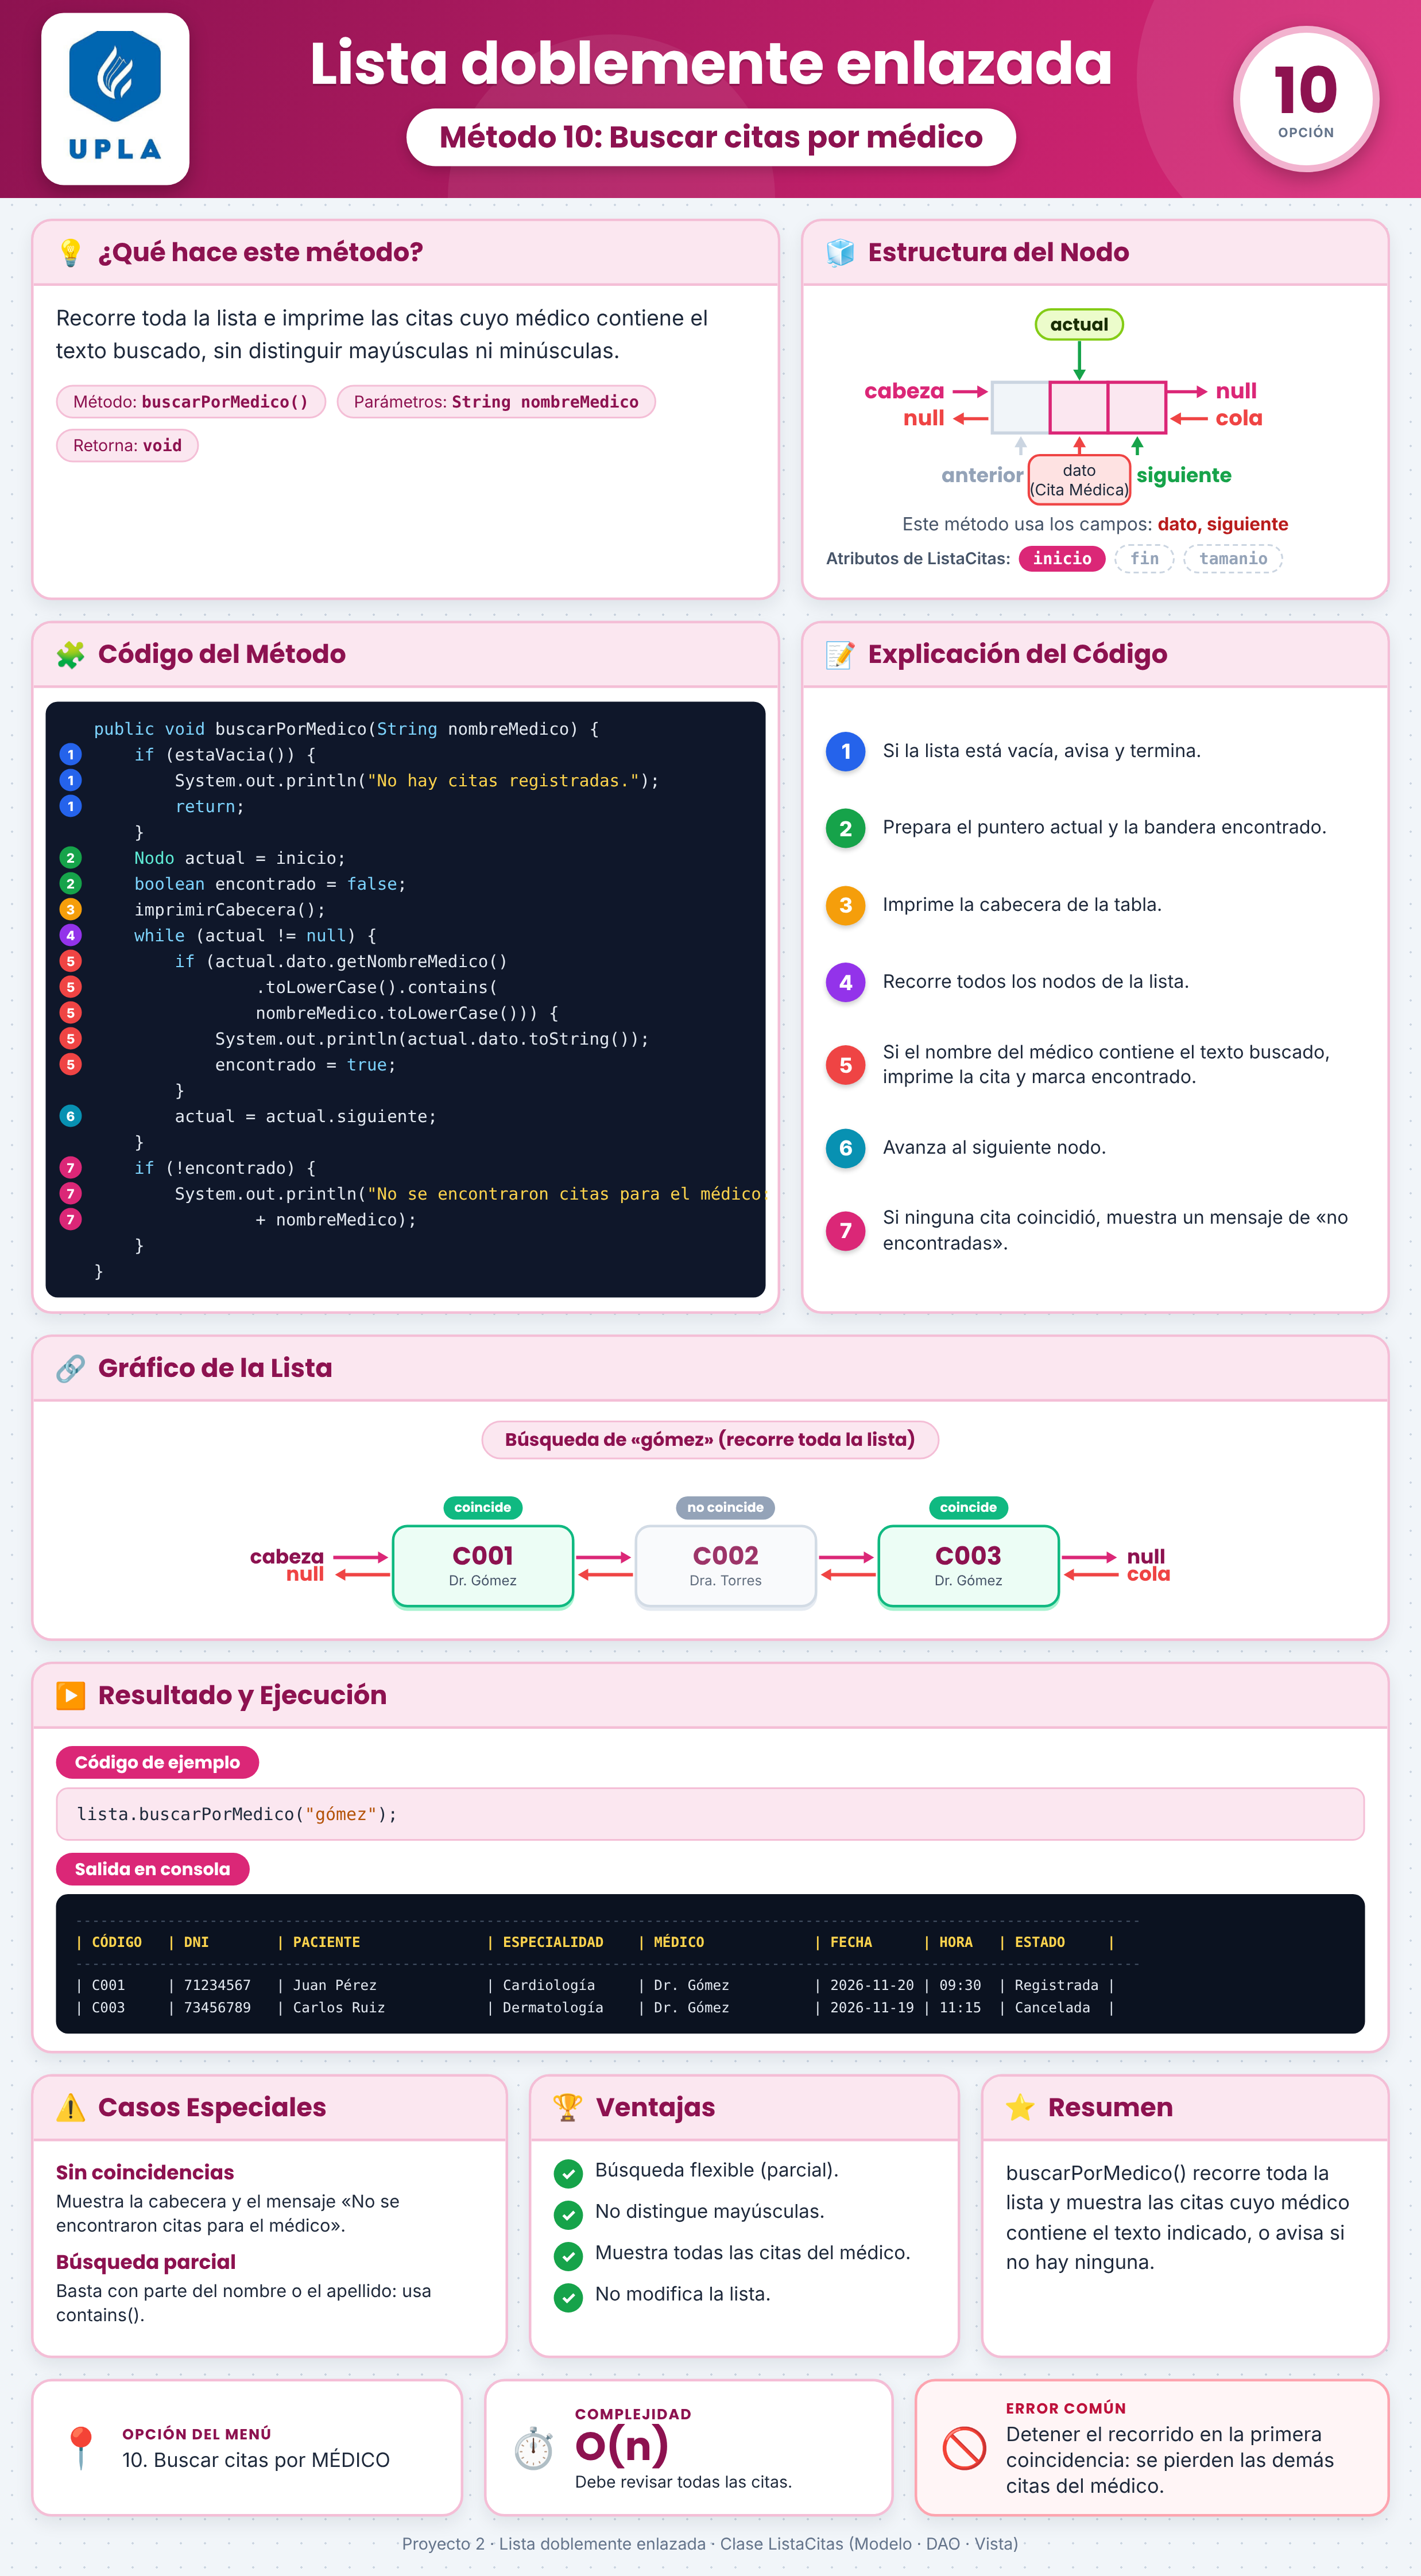 UPLA
Lista doblemente enlazada
Método 10: Buscar citas por médico
10
OPCIÓN
💡 ¿Qué hace este método?
Recorre toda la lista e imprime las citas cuyo médico contiene el
texto buscado, sin distinguir mayúsculas ni minúsculas.
Método: buscarPorMedico()
Parámetros: String nombreMedico
Retorna: void
🧊 Estructura del Nodo
actual
cabeza
null
null
cola
anterior
dato
(Cita Médica)
siguiente
Este método usa los campos: dato, siguiente
Atributos de ListaCitas: inicio fin tamanio
🧩 Código del Método
public void buscarPorMedico(String nombreMedico) {
1 if (estaVacia()) {
1 System.out.println("No hay citas registradas.");
1 return;
}
2 Nodo actual = inicio;
2 boolean encontrado = false;
3 imprimirCabecera();
4 while (actual != null) {
5 if (actual.dato.getNombreMedico()
5 .toLowerCase().contains(
5 nombreMedico.toLowerCase())) {
5 System.out.println(actual.dato.toString());
5 encontrado = true;
}
6 actual = actual.siguiente;
}
7 if (!encontrado) {
7 System.out.println("No se encontraron citas para el médico:
7 + nombreMedico);
}
}
📝 Explicación del Código
1 Si la lista está vacía, avisa y termina.
2 Prepara el puntero actual y la bandera encontrado.
3 Imprime la cabecera de la tabla.
4 Recorre todos los nodos de la lista.
5 Si el nombre del médico contiene el texto buscado,
imprime la cita y marca encontrado.
6 Avanza al siguiente nodo.
7 Si ninguna cita coincidió, muestra un mensaje de «no
encontradas».
🔗 Gráfico de la Lista
Búsqueda de «gómez» (recorre toda la lista)
coincide
no coincide
coincide
cabeza
null
C001
Dr. Gómez
C002
Dra. Torres
C003
Dr. Gómez
null
cola
▶️ Resultado y Ejecución
Código de ejemplo
lista.buscarPorMedico("gómez");
Salida en consola
| CÓDIGO | DNI | PACIENTE | ESPECIALIDAD | MÉDICO | FECHA | HORA | ESTADO |
| C001 | 71234567 | Juan Pérez | Cardiología | Dr. Gómez | 2026-11-20 | 09:30 | Registrada |
| C003 | 73456789 | Carlos Ruiz | Dermatología | Dr. Gómez | 2026-11-19 | 11:15 | Cancelada |
⚠️ Casos Especiales
Sin coincidencias
Muestra la cabecera y el mensaje «No se
encontraron citas para el médico».
Búsqueda parcial
Basta con parte del nombre o el apellido: usa
contains().
🏆 Ventajas
Búsqueda flexible (parcial).
No distingue mayúsculas.
Muestra todas las citas del médico.
No modifica la lista.
⭐ Resumen
buscarPorMedico() recorre toda la
lista y muestra las citas cuyo médico
contiene el texto indicado, o avisa si
no hay ninguna.
OPCIÓN DEL MENÚ
10. Buscar citas por MÉDICO
COMPLEJIDAD
O(n)
Debe revisar todas las citas.
ERROR COMÚN
Detener el recorrido en la primera
coincidencia: se pierden las demás
citas del médico.
Proyecto 2 · Lista doblemente enlazada · Clase ListaCitas (Modelo · DAO · Vista)